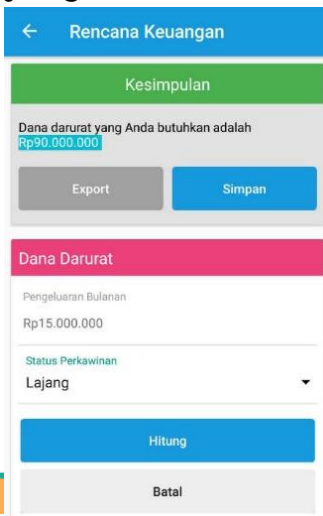 Rencana Keuangan
Kesimpulan
Dana darurat yang Anda butuhkan adalah
Rp90.000.000
Export
Simpan
Dana Darurat
Pengeluaran Bulanan
Rp15.000.000
Status Perkawinan
Lajang
Hitung
Batal